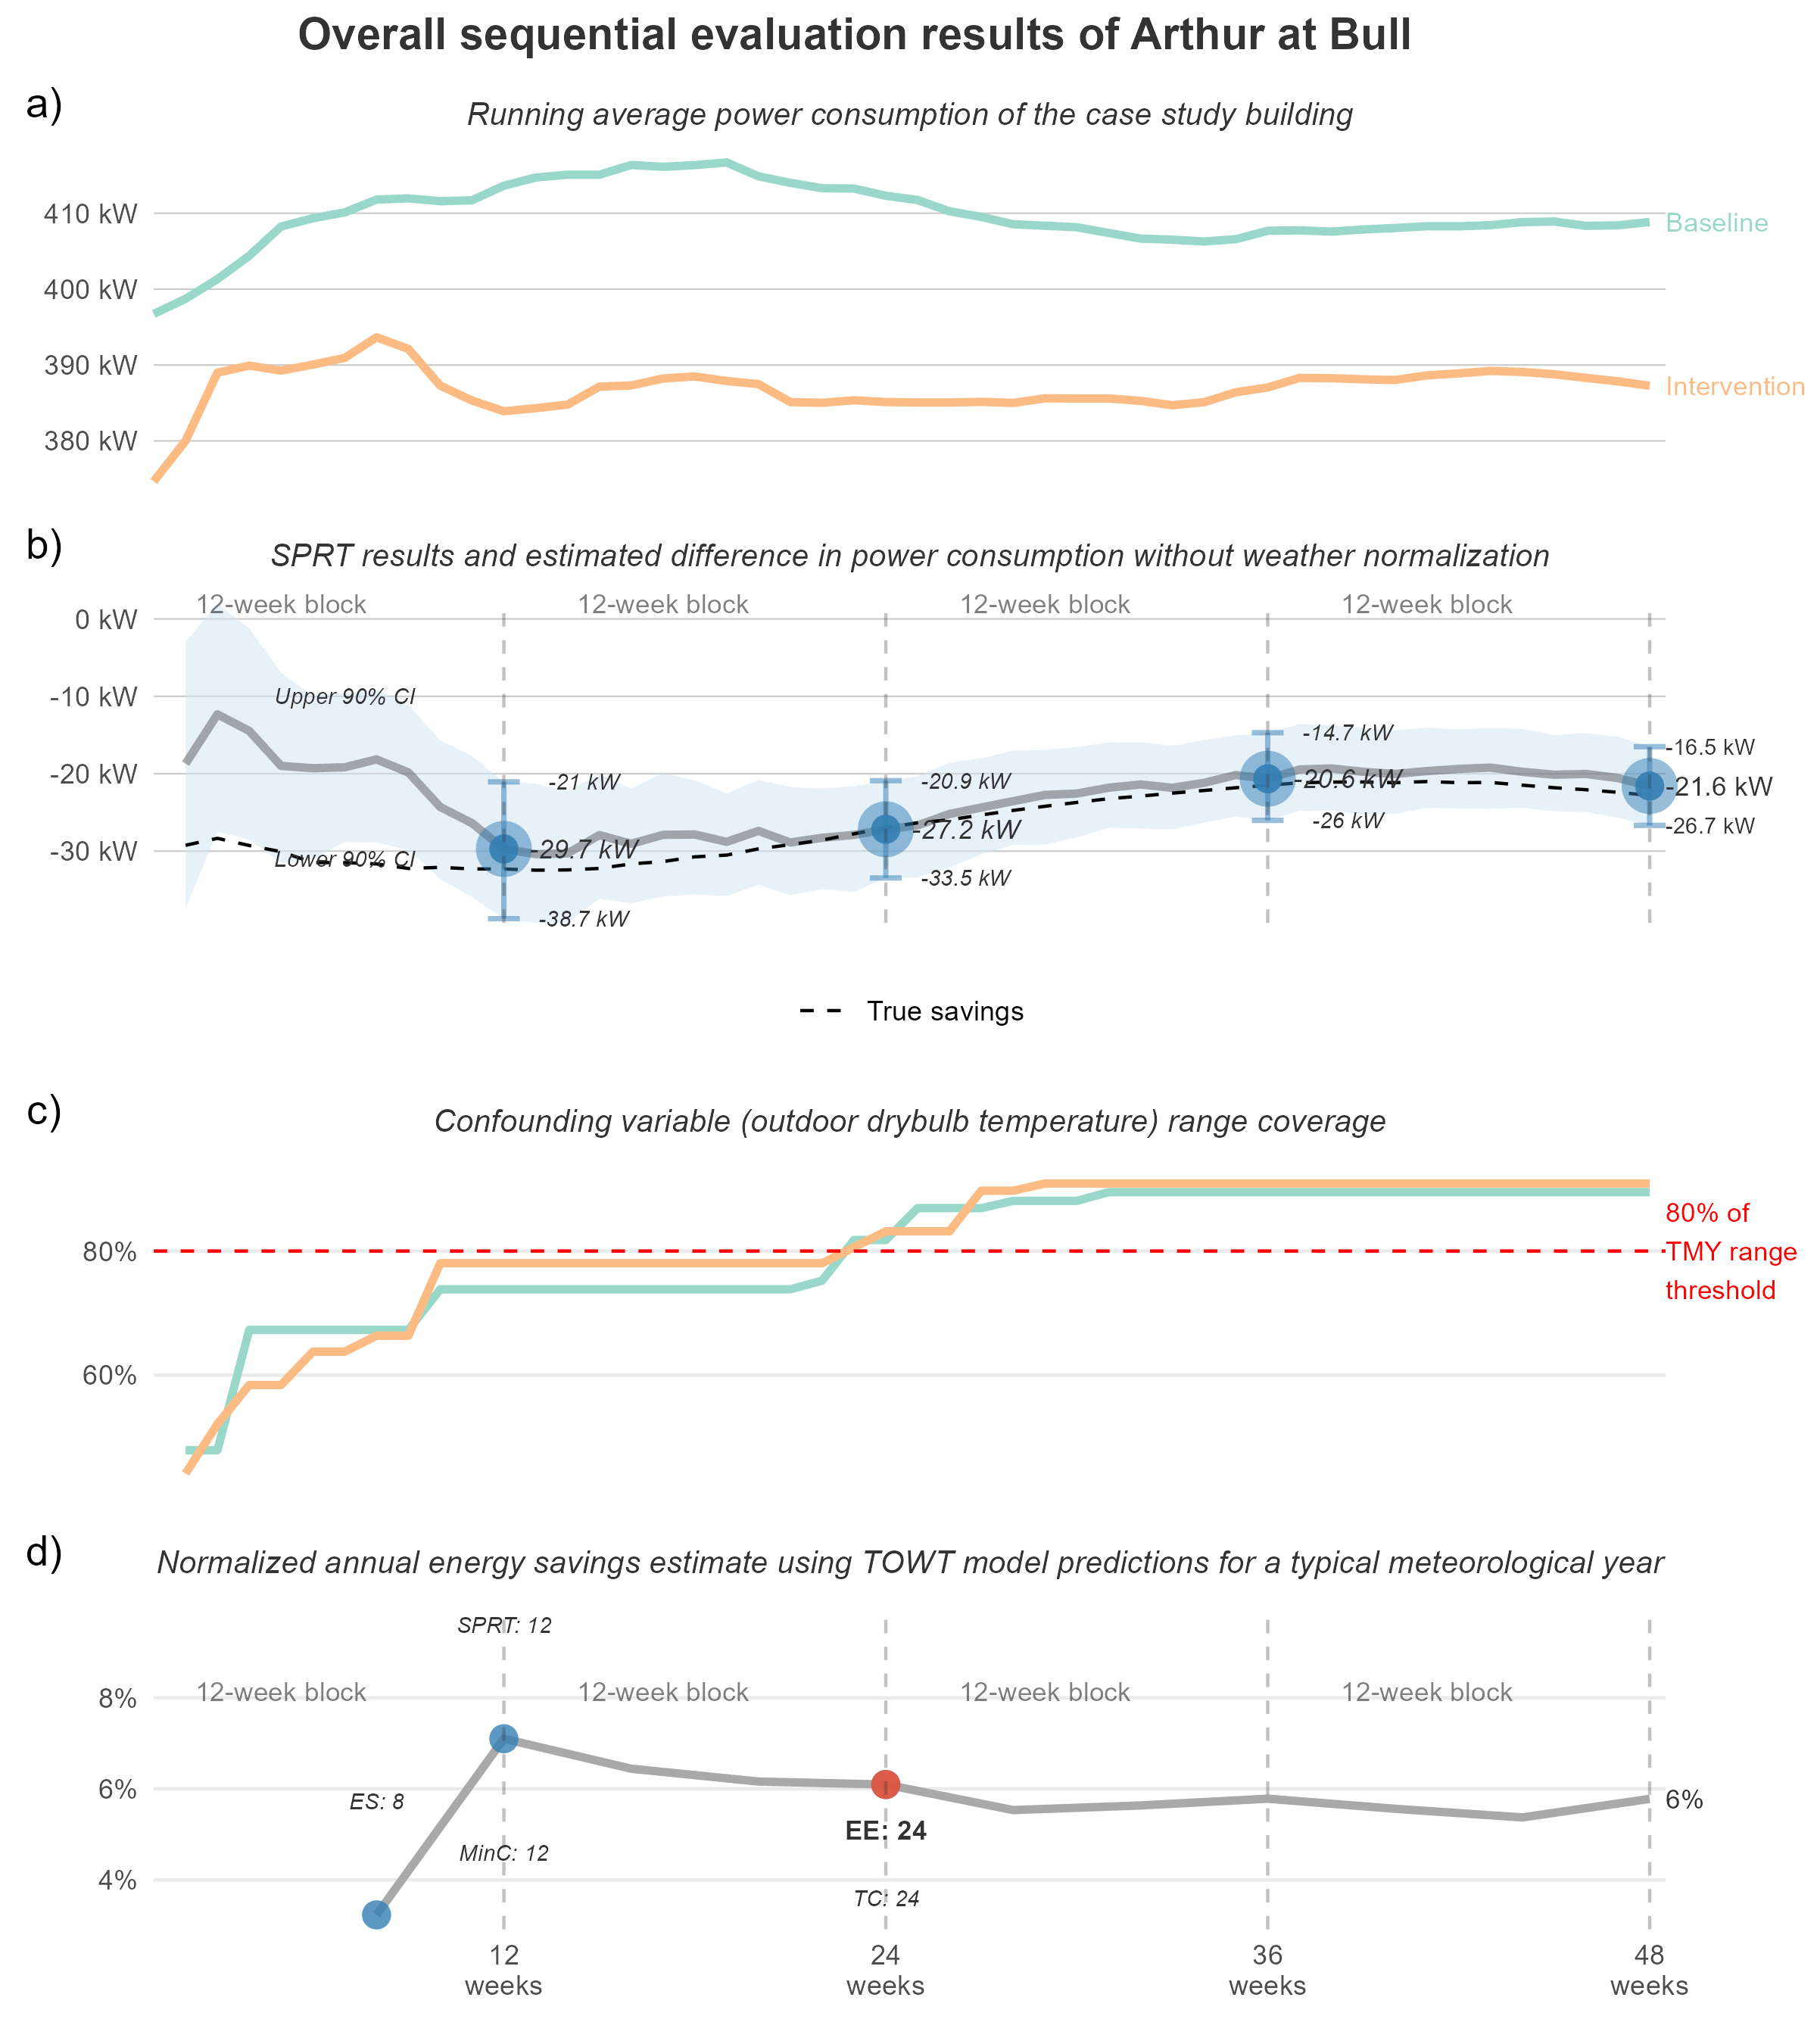 Overall sequential evaluation results of Arthur at Bull
a)
Running average power consumption of the case study building
410 kW
400 kW
390 kW
380 kW
Baseline
Intervention
b)
SPRT results and estimated difference in power consumption without weather normalization
12-week block
12-week block
12-week block
12-week block
0 kW
-10 kW
-20 kW
-30 kW
Upper 90% CI
Lower 90% CI
-21 kW
-29.7 kW
-38.7 kW
-20.9 kW
-27.2 kW
-33.5 kW
-14.7 kW
-20.6 kW
-26 kW
-16.5 kW
-21.6 kW
-26.7 kW
True savings
c)
Confounding variable (outdoor drybulb temperature) range coverage
80%
60%
80% of
TMY range
threshold
d)
Normalized annual energy savings estimate using TOWT model predictions for a typical meteorological year
SPRT: 12
12-week block
12-week block
12-week block
12-week block
8%
6%
4%
ES: 8
MinC: 12
EE: 24
TC: 24
6%
12
weeks
24
weeks
36
weeks
48
weeks